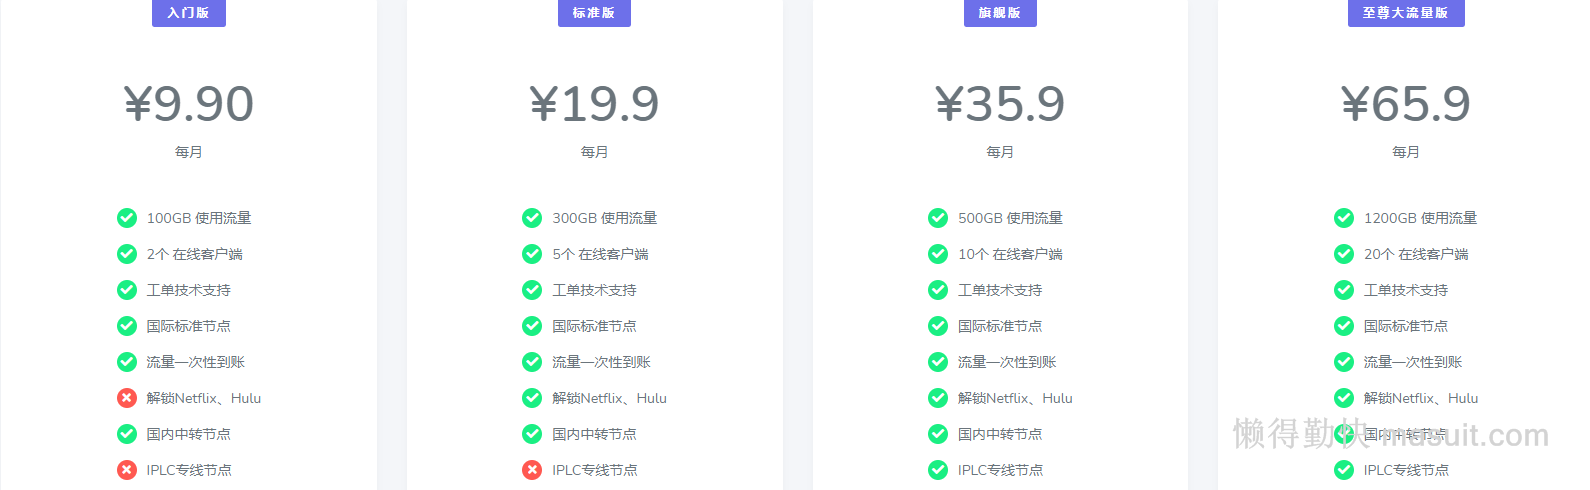 入门版
¥9.90
每月
100GB 使用流量
2个 在线客户端
工单技术支持
国际标准节点
流量一次性到账
解锁Netflix、Hulu
国内中转节点
IPLC专线节点
标准版
¥19.9
每月
300GB 使用流量
5个 在线客户端
工单技术支持
国际标准节点
流量一次性到账
解锁Netflix、Hulu
国内中转节点
IPLC专线节点
旗舰版
¥35.9
每月
500GB 使用流量
10个 在线客户端
工单技术支持
国际标准节点
流量一次性到账
解锁Netflix、Hulu
国内中转节点
IPLC专线节点
至尊大流量版
¥65.9
每月
1200GB 使用流量
20个 在线客户端
工单技术支持
国际标准节点
流量一次性到账
解锁Netflix、Hulu
国内中转节点
IPLC专线节点
懒得勤快 masuit.com